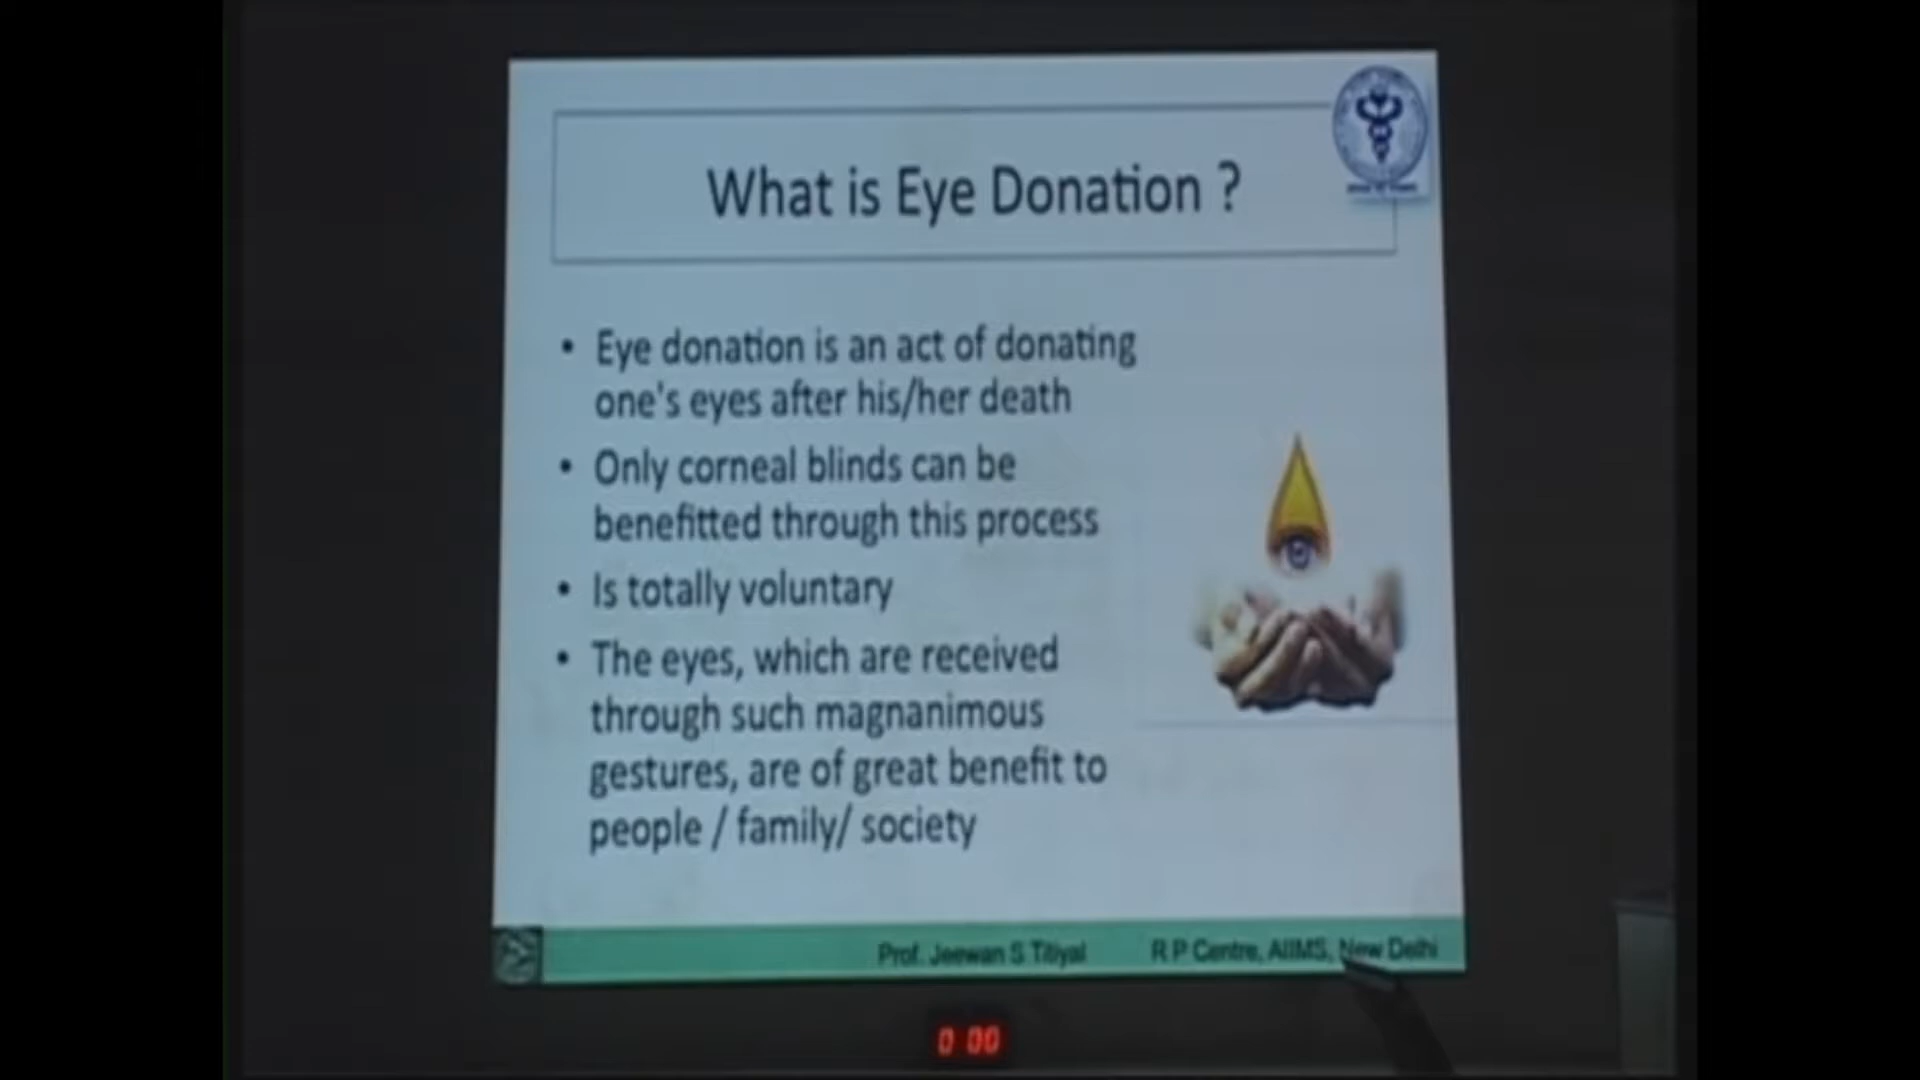 What is Eye Donation ?
• Eye donation is an act of donating
one's eyes after his/her death
• Only corneal blinds can be
benefitted through this process
• Is totally voluntary
• The eyes, which are received
through such magnanimous
gestures, are of great benefit to
people / family/ society
Prof. Jeewan S Titiyal R P Centre, AIIMS, New Delhi
0 00